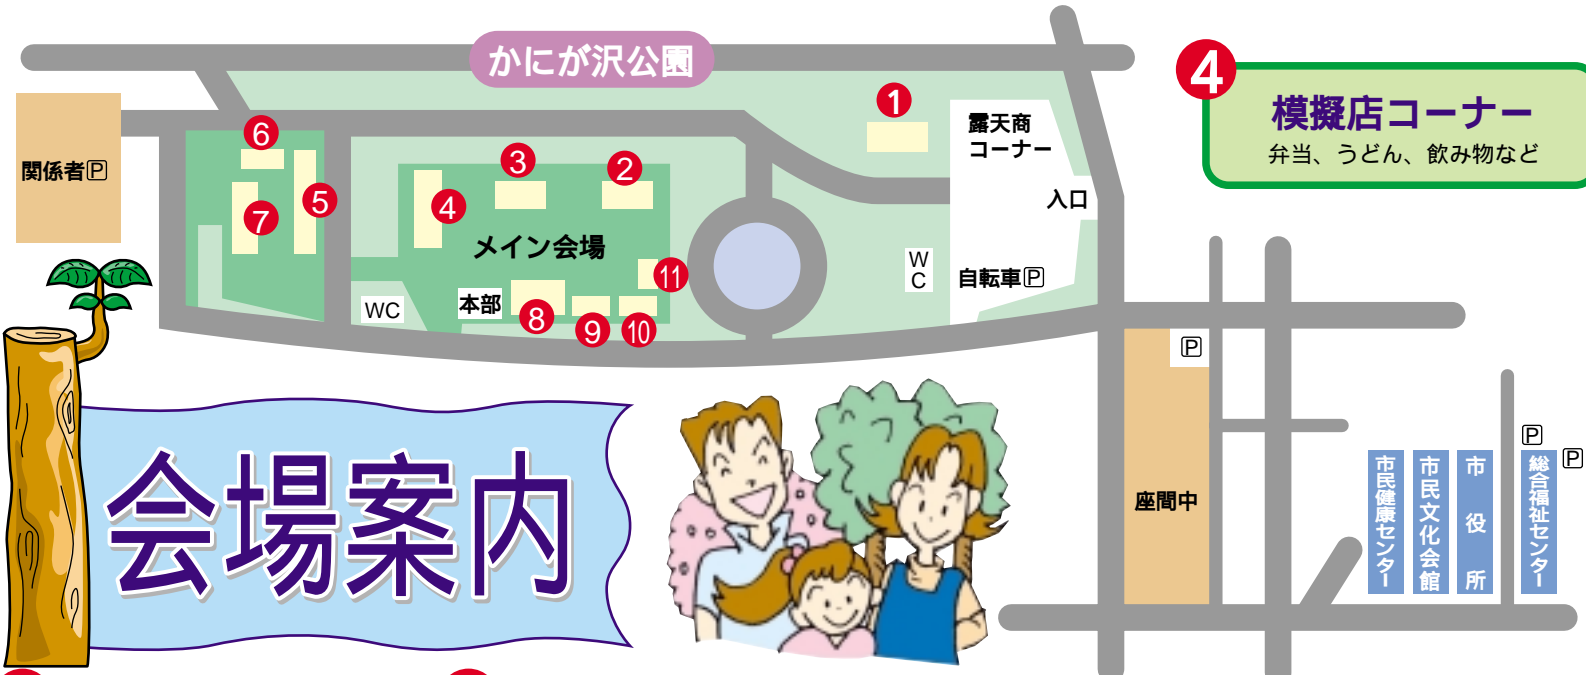 かにが沢公園
1
露天商
コーナー
4
模擬店コーナー
弁当、うどん、飲み物など
関係者P
6
5
7
3
2
4
メイン会場
11
入口
WC
自転車P
WC
本部
8
9
10
P
会場案内
座間中
市民健康センター
市民文化会館
市役所
総合福祉センター
P
P